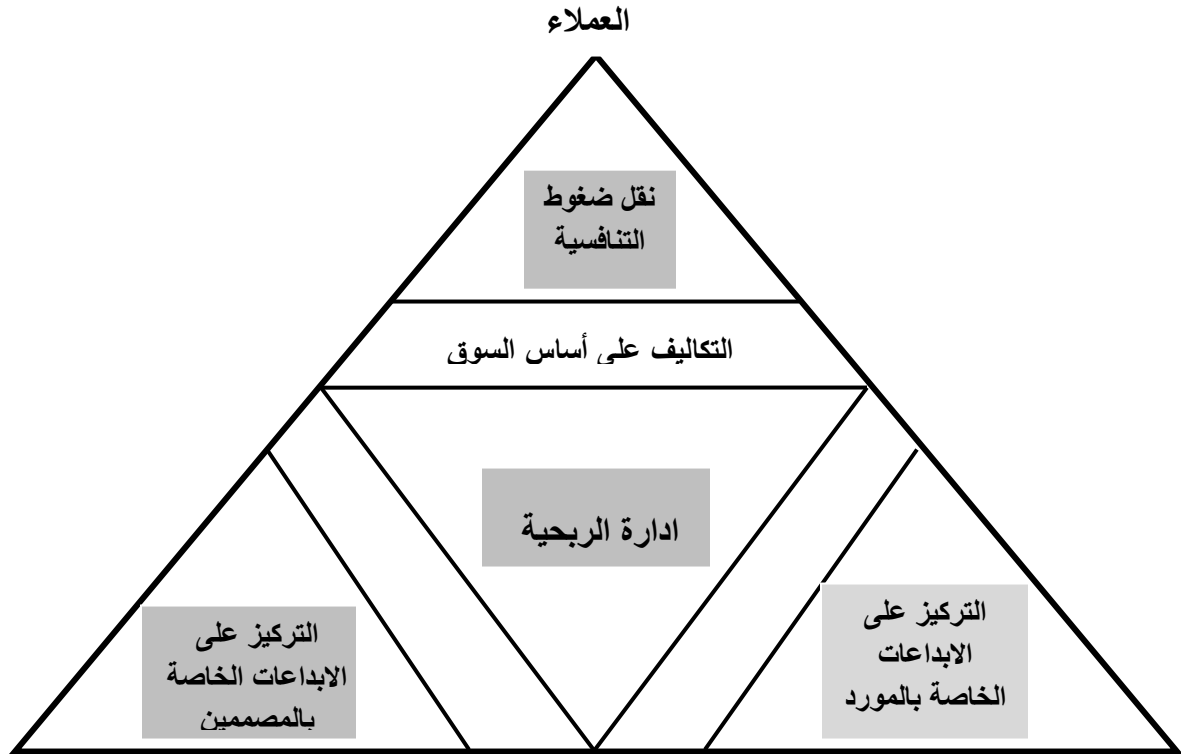 العملاء
نقل ضغوط
التنافسية
التكاليف على أساس السوق
ادارة الربحية
التركيز على
الابداعات
الخاصة بالمورد
التركيز على
الابداعات الخاصة
بالمصممين